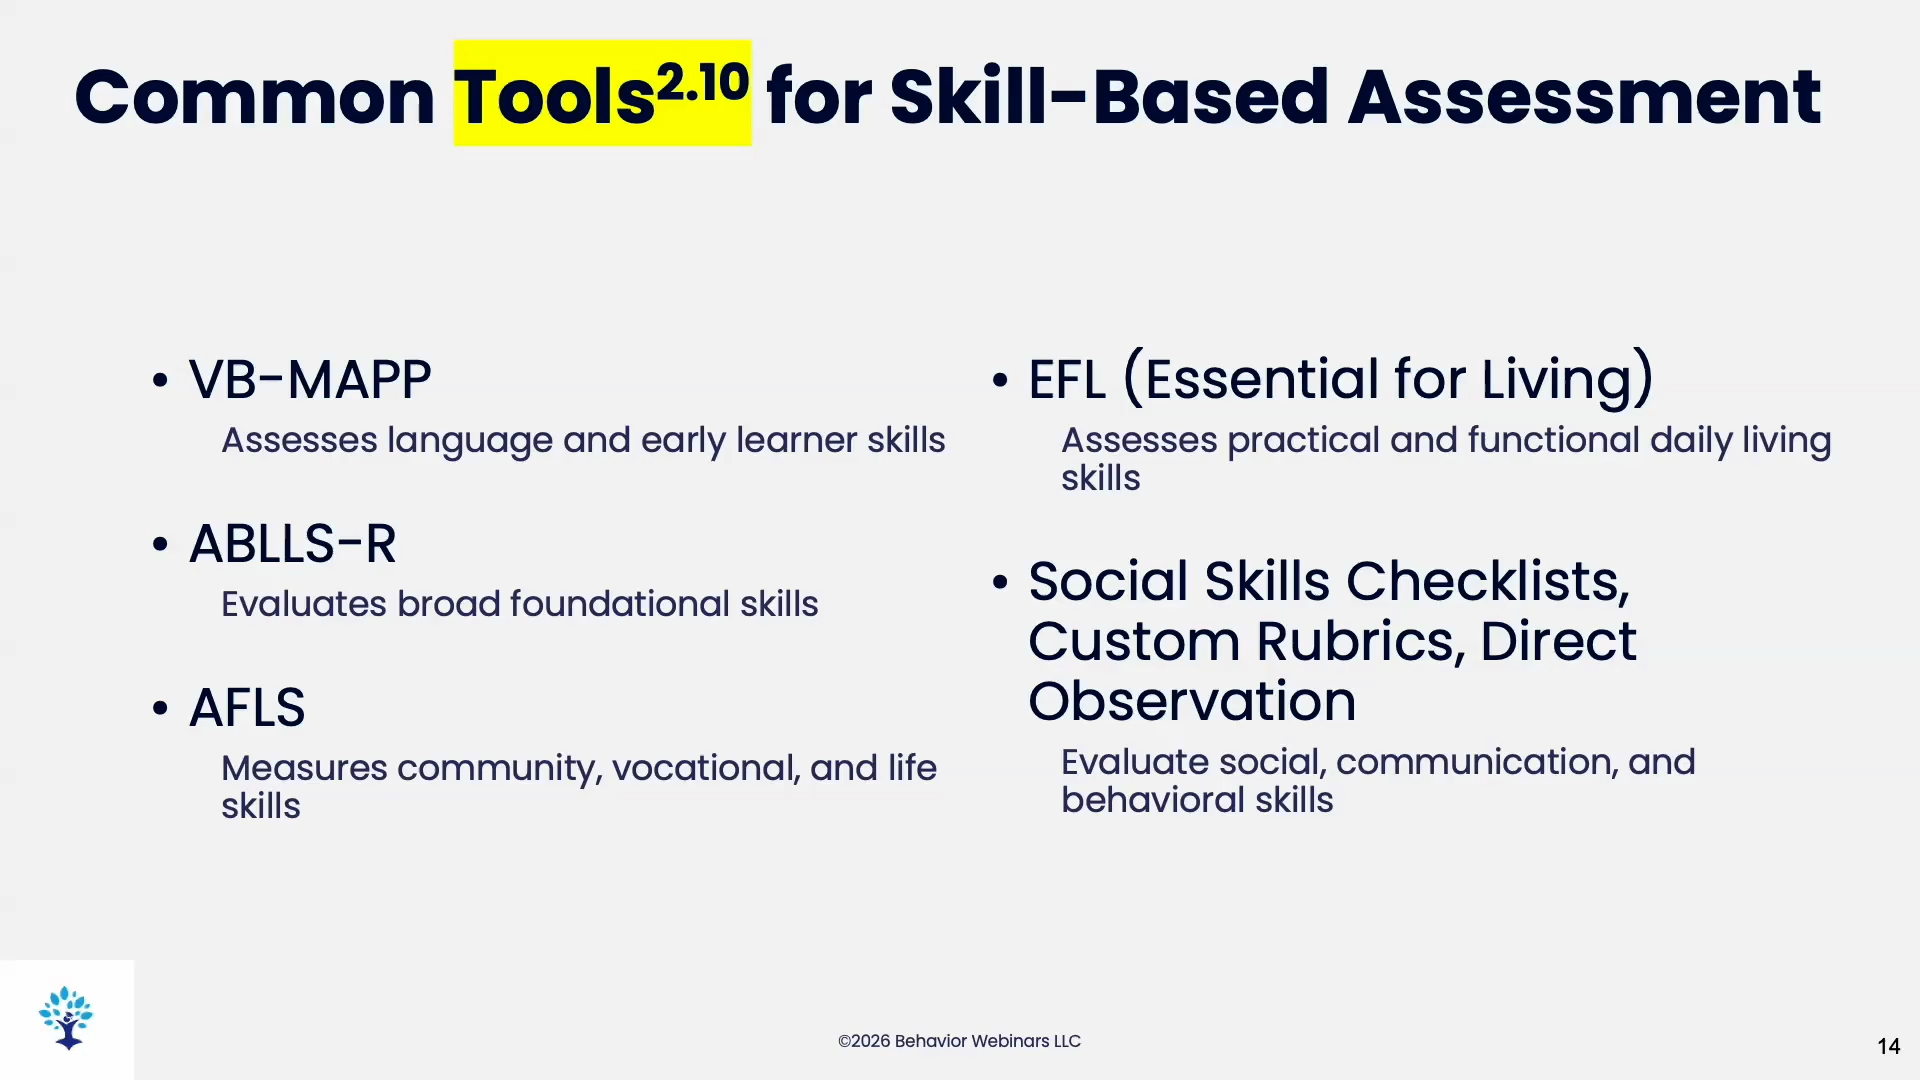 Common Tools2.10 for Skill-Based Assessment
• VB-MAPP
Assesses language and early learner skills
• ABLLS-R
Evaluates broad foundational skills
• AFLS
Measures community, vocational, and life
skills
• EFL (Essential for Living)
Assesses practical and functional daily living
skills
• Social Skills Checklists,
Custom Rubrics, Direct
Observation
Evaluate social, communication, and
behavioral skills
©2026 Behavior Webinars LLC
14